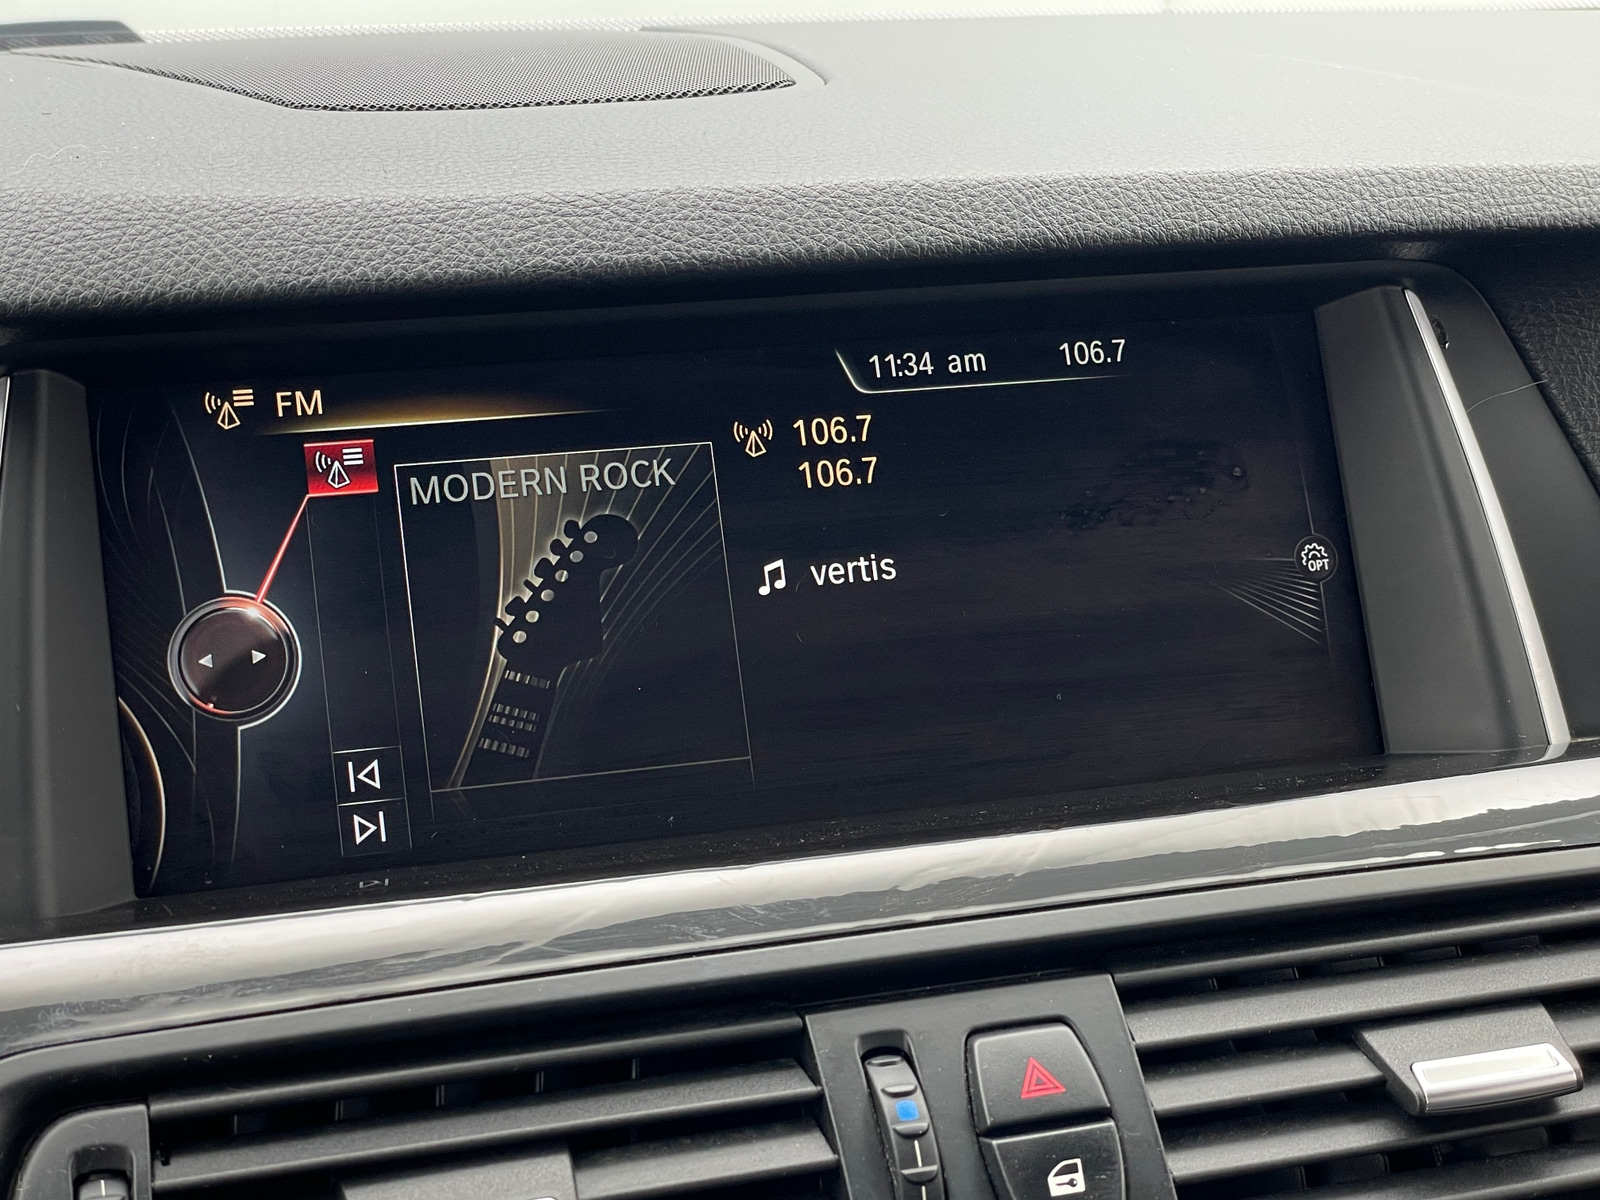 FM
11:34 am 106.7
MODERN ROCK
106.7
106.7
vertis
OPT